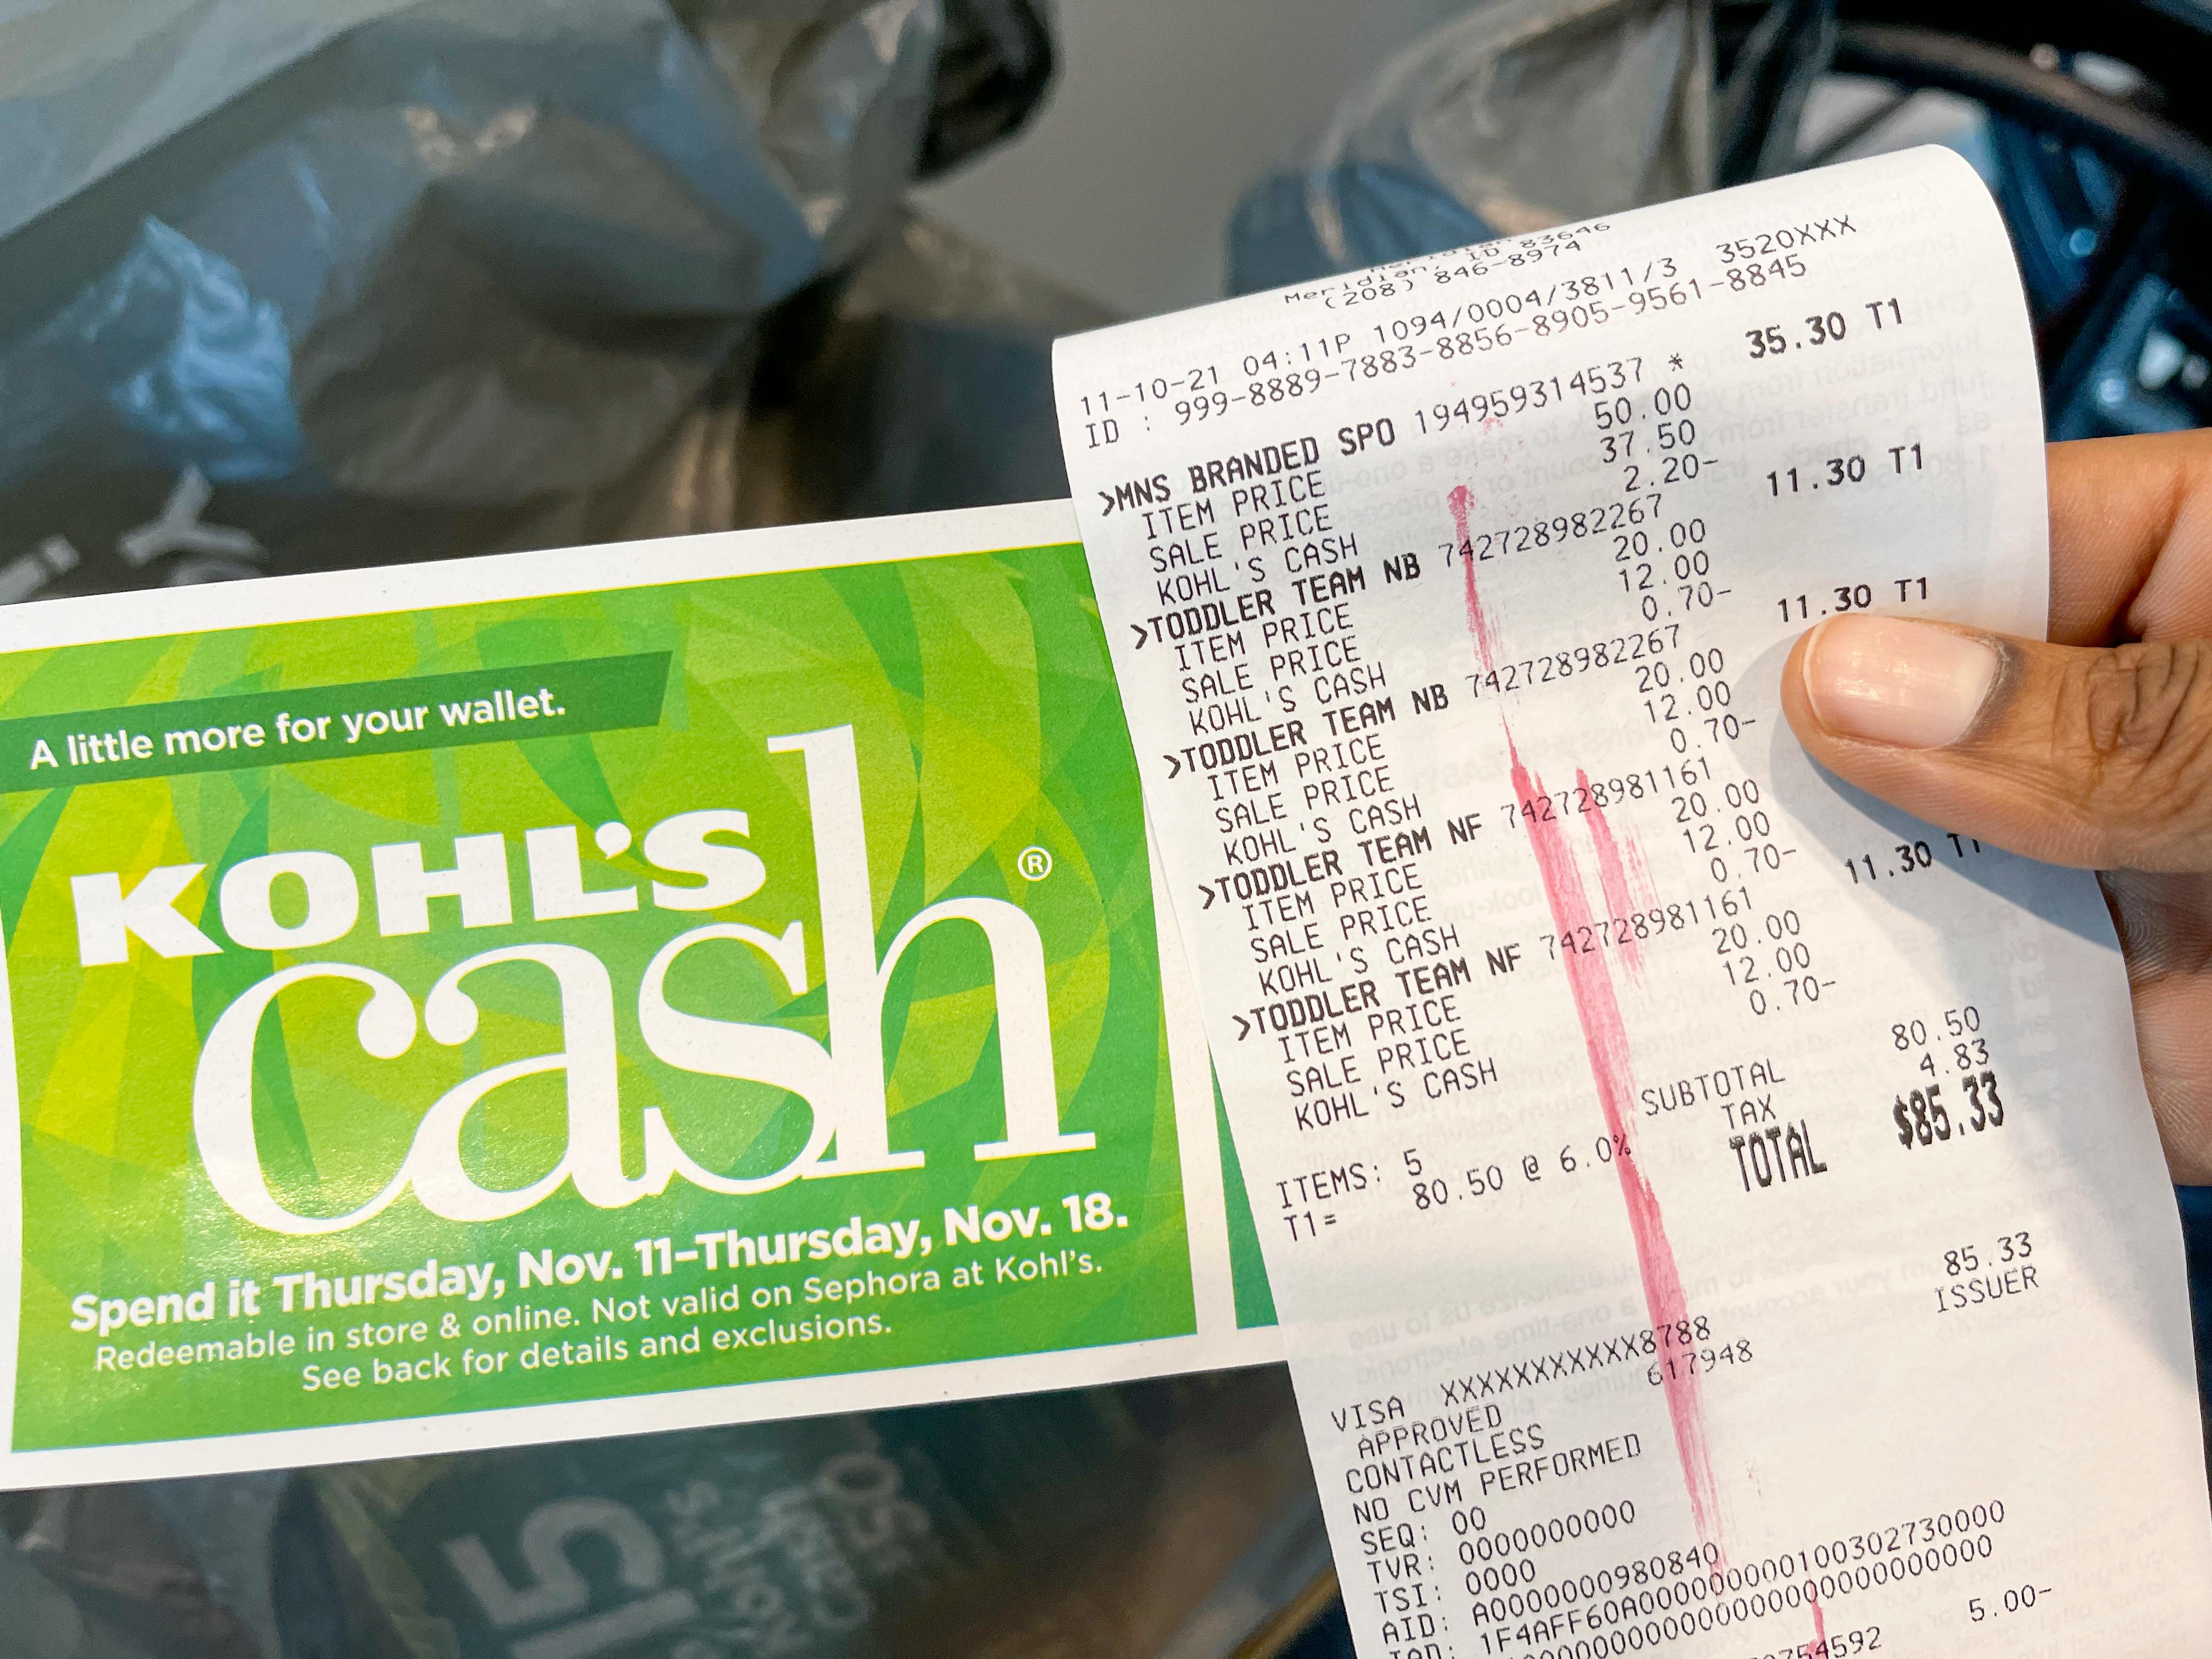 A little more for your wallet.
KOHL'S
cash®
Spend it Thursday, Nov. 11–Thursday, Nov. 18.
Redeemable in store & online. Not valid on Sephora at Kohl's.
See back for details and exclusions.
Meridian, ID 83646
(208) 846-8974
11-10-21 04:11P 1094/0004/3811/3 3520XXX
ID : 999-8889-7883-8856-8905-9561-8845
>MNS BRANDED SPO 194959314537 * 35.30 T1
ITEM PRICE 50.00
SALE PRICE 37.50
KOHL'S CASH 2.20-
>TODDLER TEAM NB 742728982267 11.30 T1
ITEM PRICE 20.00
SALE PRICE 12.00
KOHL'S CASH 0.70-
>TODDLER TEAM NB 742728982267 11.30 T1
ITEM PRICE 20.00
SALE PRICE 12.00
KOHL'S CASH 0.70-
>TODDLER TEAM NF 742728981161
ITEM PRICE 20.00
SALE PRICE 12.00
KOHL'S CASH 0.70-
>TODDLER TEAM NF 742728981161 11.30 T1
ITEM PRICE 20.00
SALE PRICE 12.00
KOHL'S CASH 0.70-
SUBTOTAL 80.50
TAX 4.83
TOTAL $85.33
ITEMS: 5
T1= 80.50 @ 6.0%
85.33
ISSUER
VISA XXXXXXXXXXXX8788
APPROVED 617948
CONTACTLESS
NO CVM PERFORMED
SEQ: 00
TVR: 0000000000
TSI: 0000
AID: A0000000980840
IAD: 1F4AFF60A00000000010030273000
5.00-
15